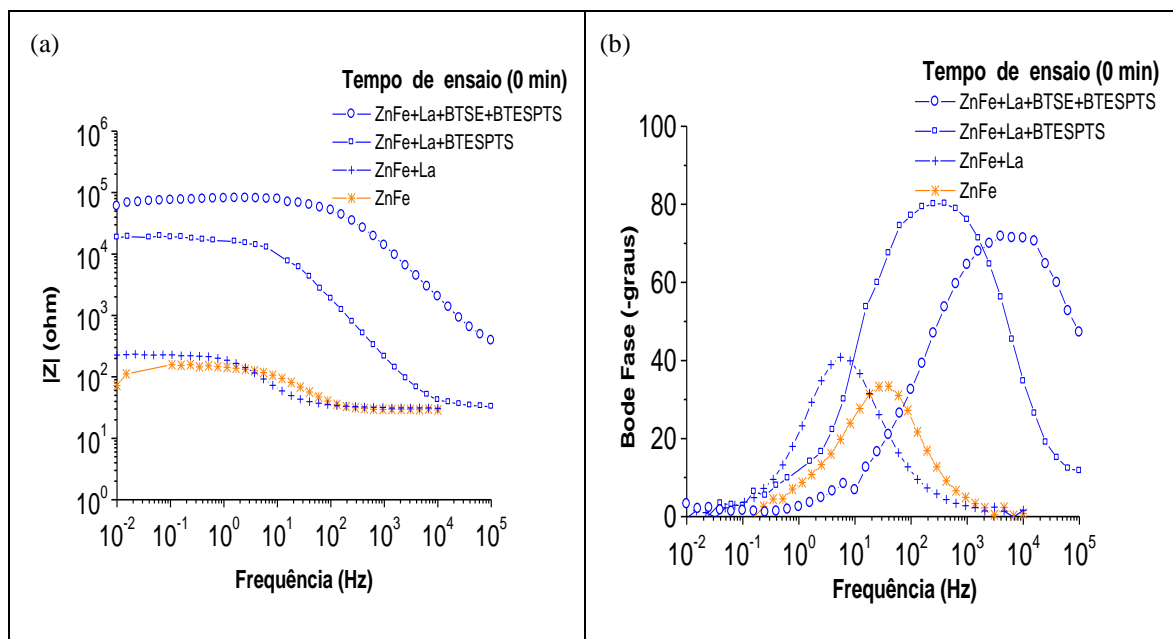 (a)
Tempo de ensaio (0 min)
ZnFe+La+BTSE+BTESPTS
ZnFe+La+BTESPTS
ZnFe+La
ZnFe
10^6
10^5
10^4
10^3
10^2
10^1
10^0
|Z| (ohm)
10^-2 10^-1 10^0 10^1 10^2 10^3 10^4 10^5
Frequência (Hz)
(b)
Tempo de ensaio (0 min)
ZnFe+La+BTSE+BTESPTS
ZnFe+La+BTESPTS
ZnFe+La
ZnFe
100
80
60
40
20
0
Bode Fase (-graus)
10^-2 10^-1 10^0 10^1 10^2 10^3 10^4 10^5
Frequência (Hz)